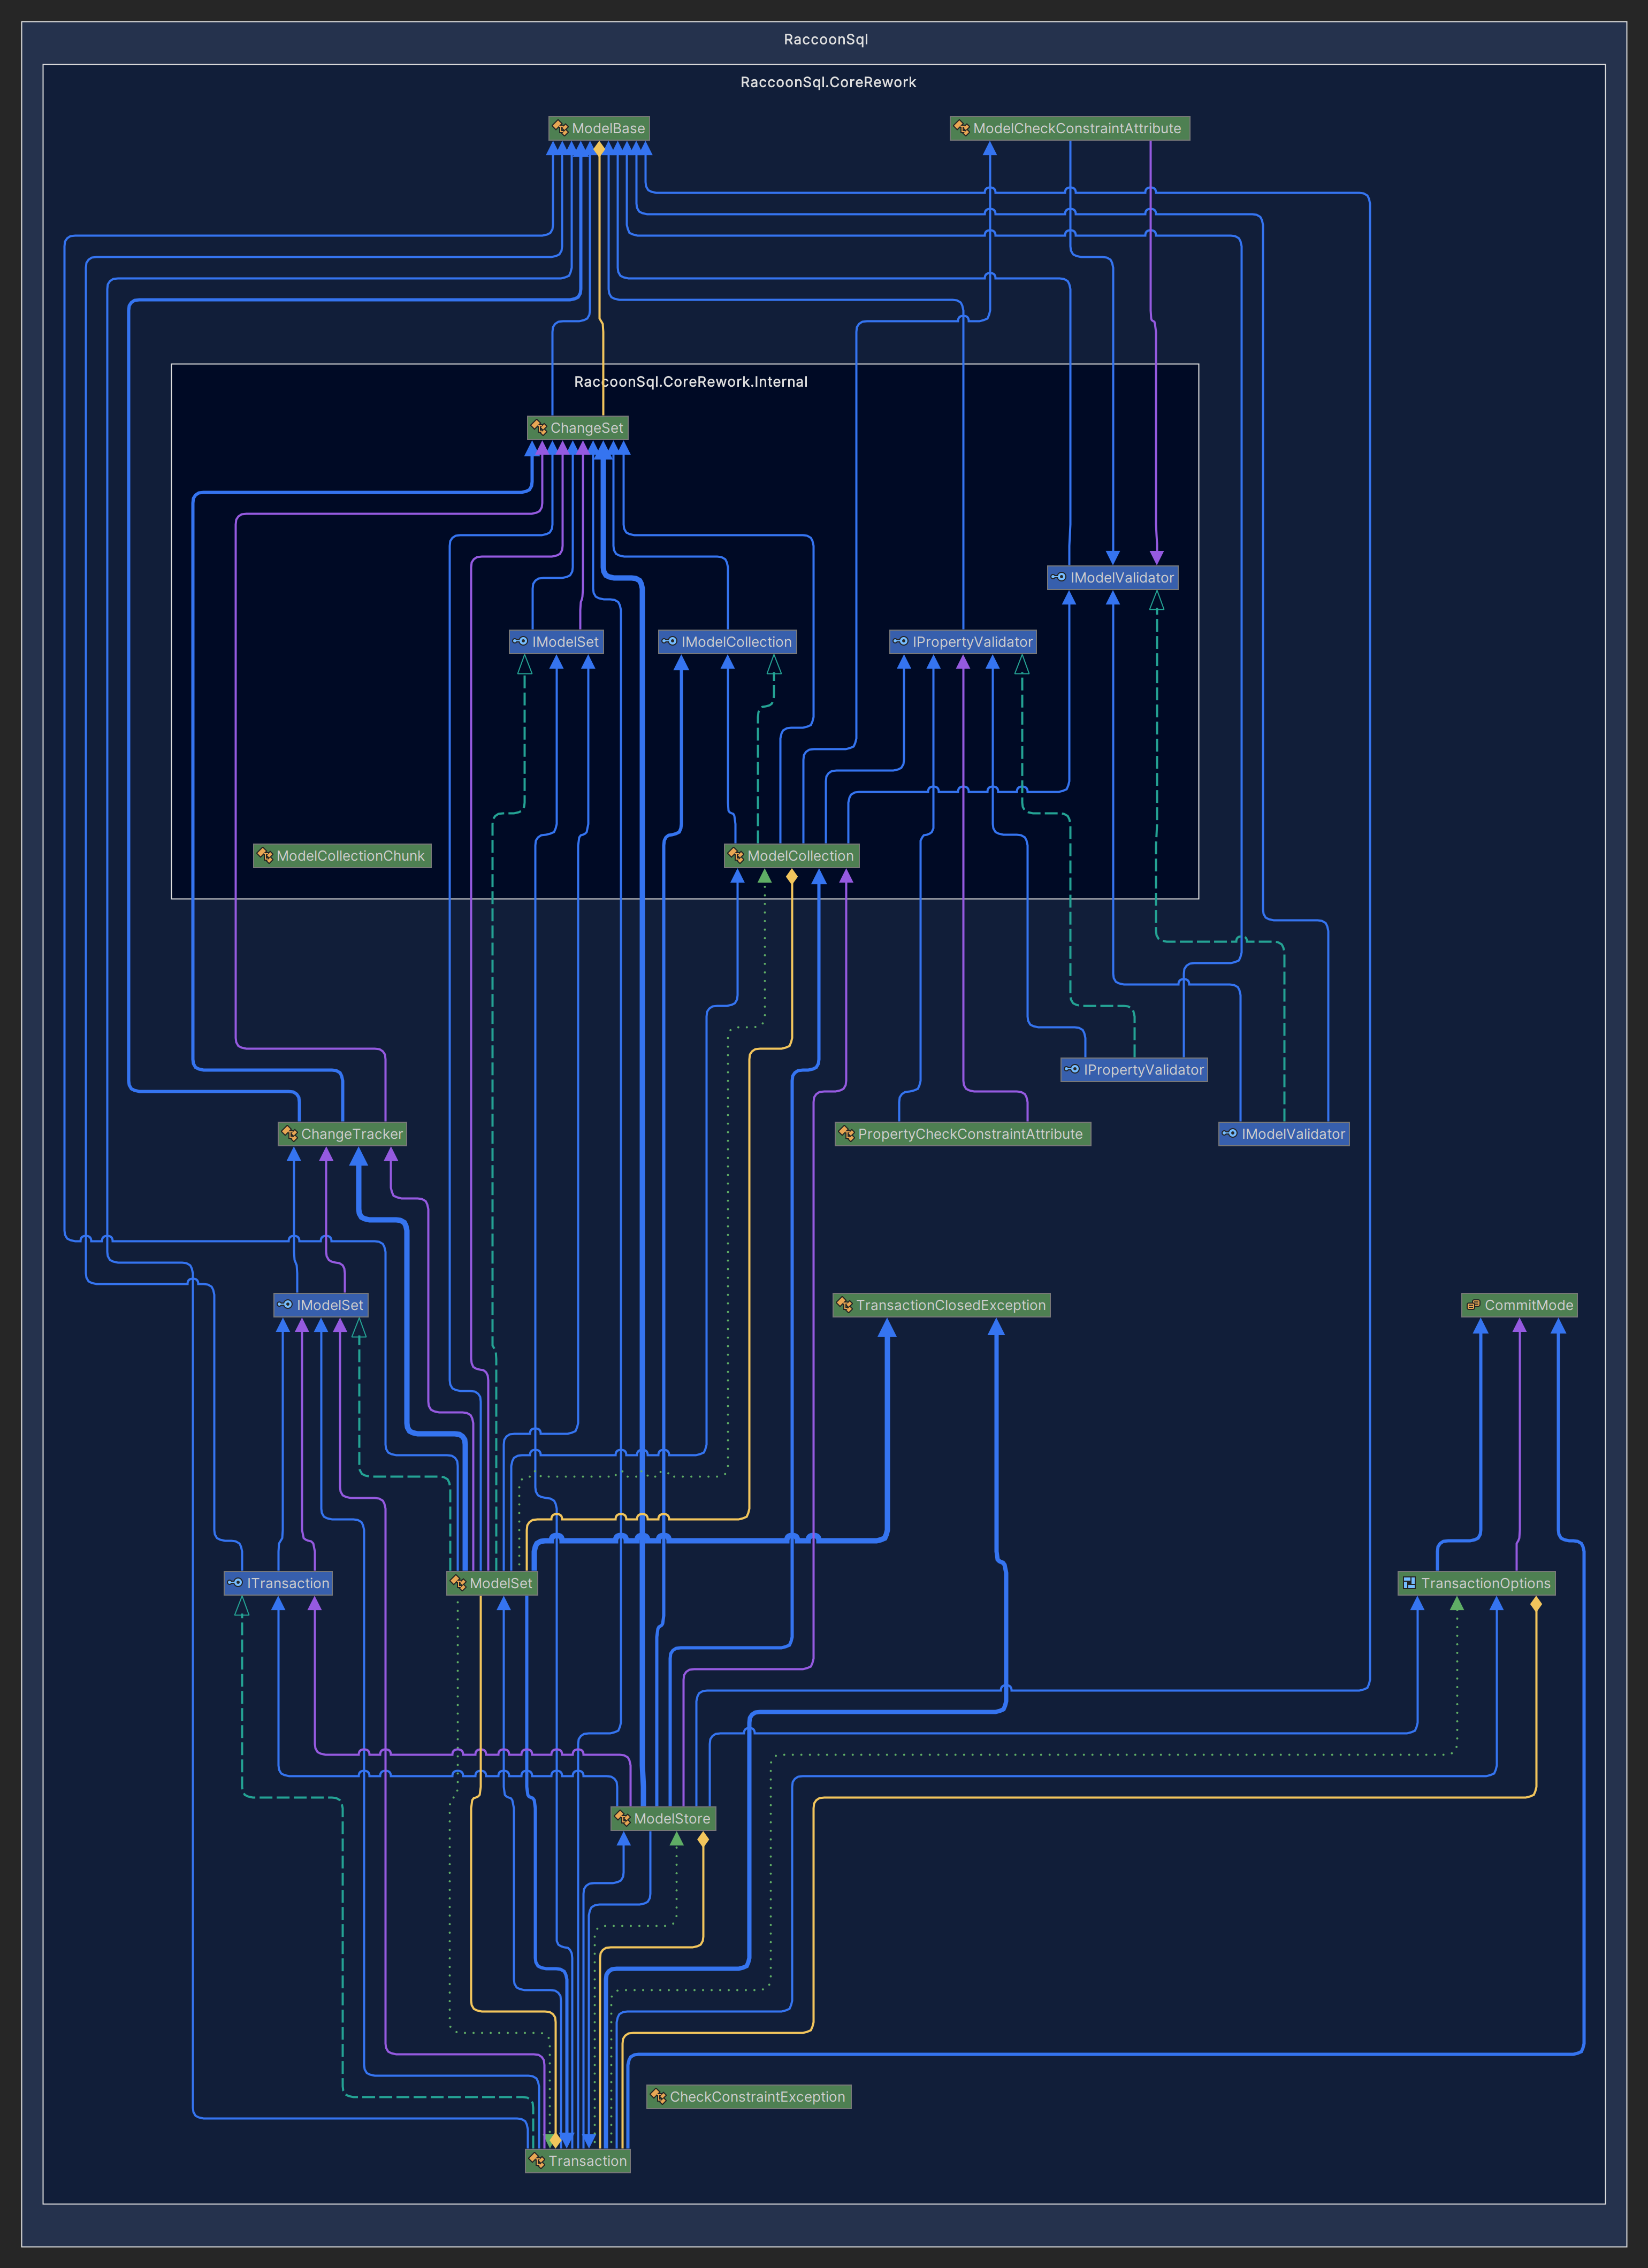 RaccoonSql
RaccoonSql.CoreRework
ModelBase
ModelCheckConstraintAttribute
RaccoonSql.CoreRework.Internal
ChangeSet
IModelValidator
IModelSet
IModelCollection
IPropertyValidator
ModelCollectionChunk
ModelCollection
IPropertyValidator
ChangeTracker
PropertyCheckConstraintAttribute
IModelValidator
IModelSet
TransactionClosedException
CommitMode
ITransaction
ModelSet
TransactionOptions
ModelStore
CheckConstraintException
Transaction